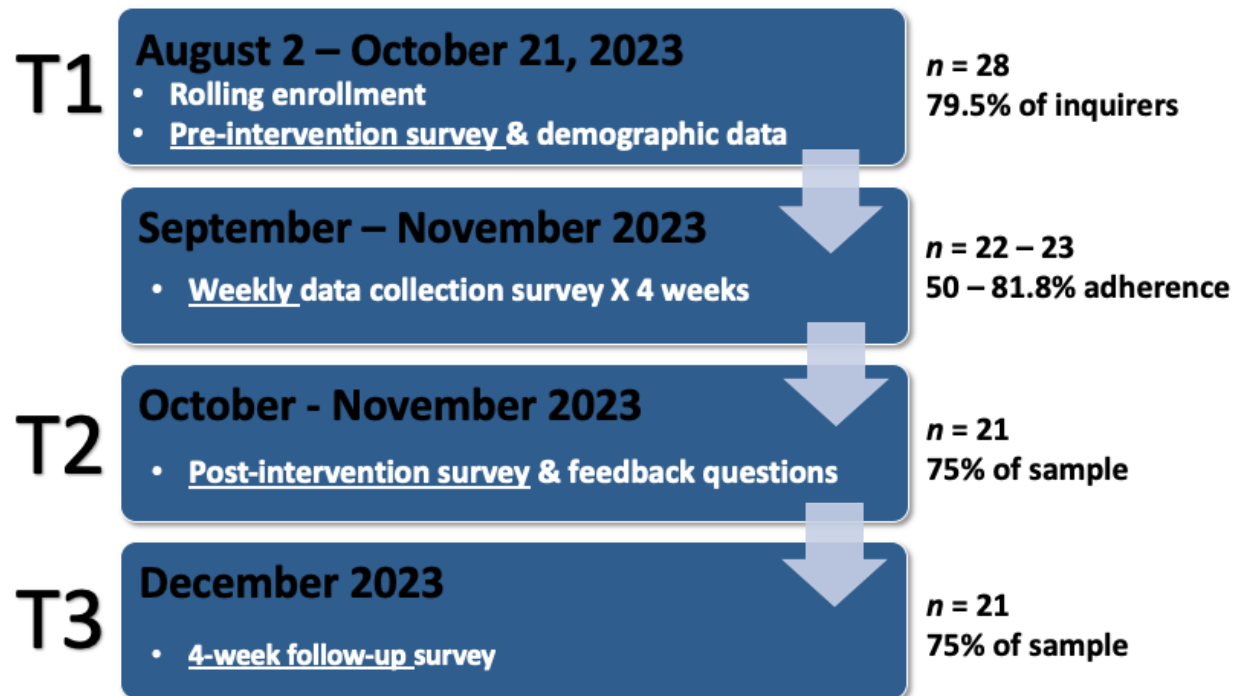 T1
August 2 – October 21, 2023
• Rolling enrollment
• Pre-intervention survey & demographic data
n = 28
79.5% of inquirers
September – November 2023
• Weekly data collection survey X 4 weeks
n = 22 – 23
50 – 81.8% adherence
T2
October - November 2023
• Post-intervention survey & feedback questions
n = 21
75% of sample
T3
December 2023
• 4-week follow-up survey
n = 21
75% of sample